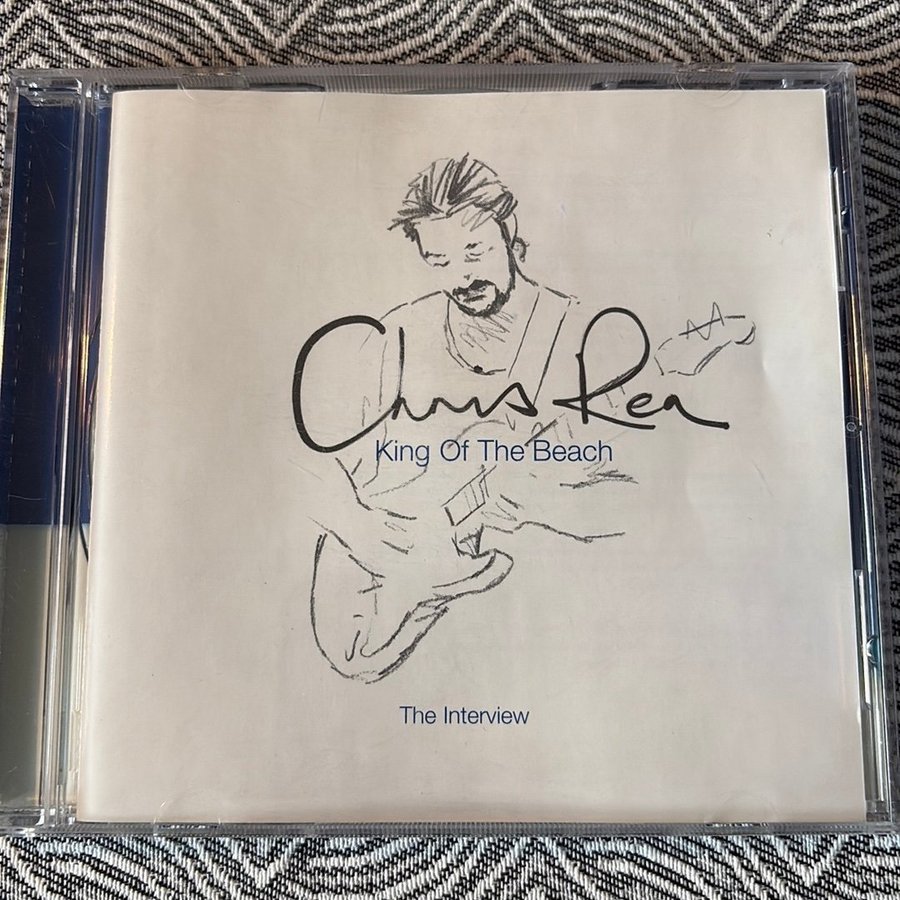 Chris Rea
King Of The Beach
The Interview